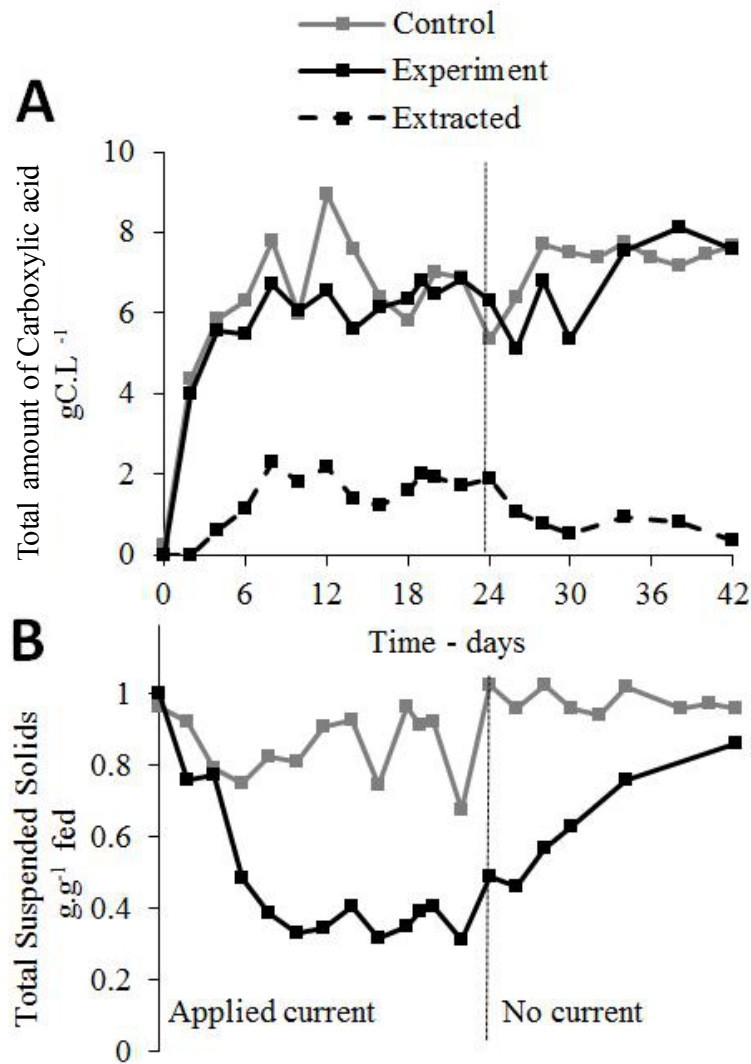 Control
Experiment
Extracted
A
Total amount of Carboxylic acid
gC.L -1
10
8
6
4
2
0
0 6 12 18 24 30 36 42
Time - days
B
Total Suspended Solids
g.g-1 fed
1
0.8
0.6
0.4
0.2
0
Applied current
No current